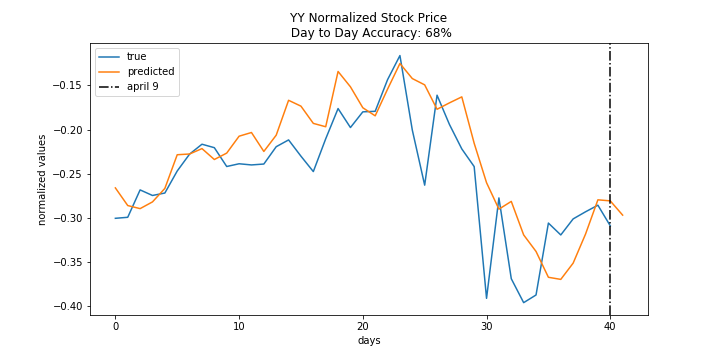 YY Normalized Stock Price
Day to Day Accuracy: 68%
true
predicted
april 9
normalized values
−0.15
−0.20
−0.25
−0.30
−0.35
−0.40
0
10
20
30
40
days